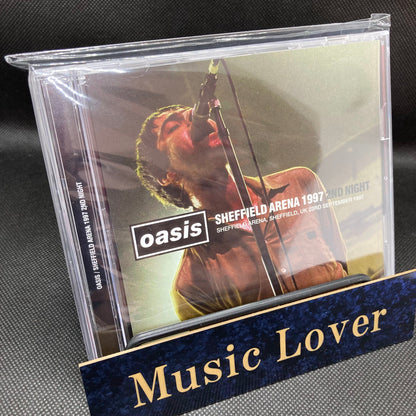 OASIS / SHEFFIELD ARENA 1997 2ND NIGHT
oasis
SHEFFIELD ARENA 1997 2ND NIGHT
SHEFFIELD ARENA, SHEFFIELD, UK 23RD SEPTEMBER 1997
Music Lover